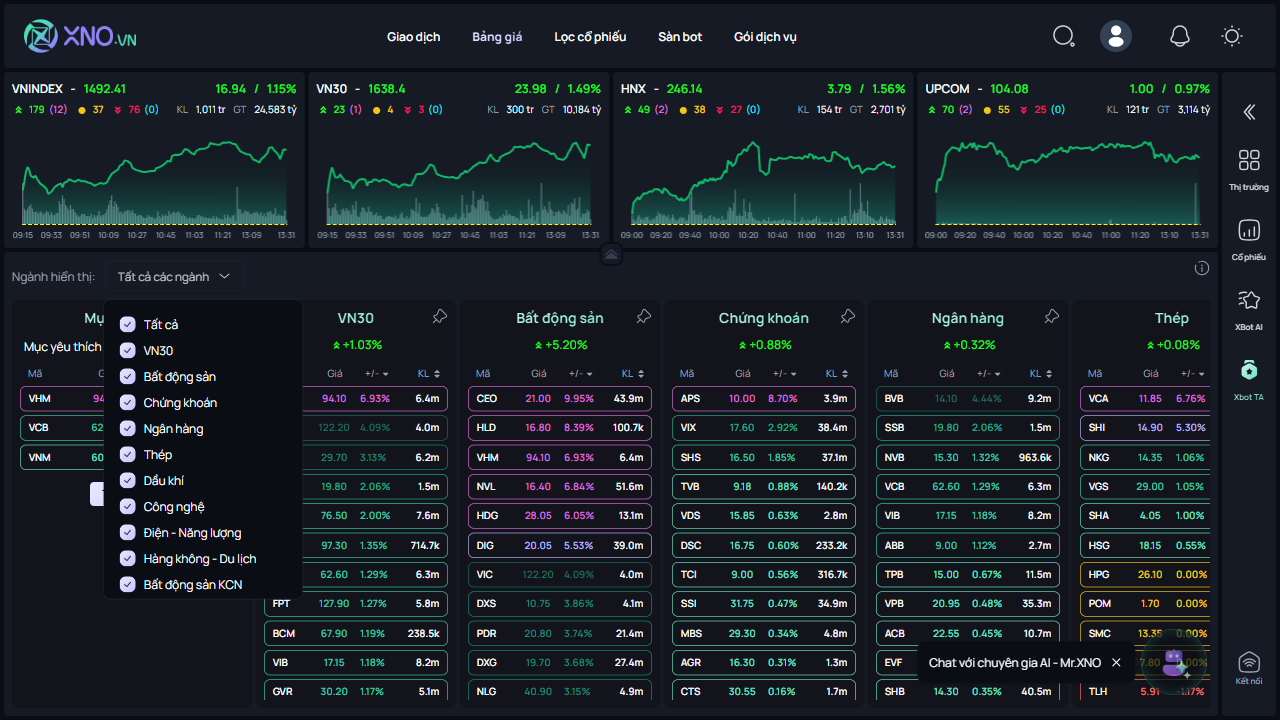 XNO.VN
Giao dịch
Bảng giá
Lọc cổ phiếu
Sàn bot
Gói dịch vụ
VNINDEX - 1492.41 16.94 / 1.15%
179 (12) 37 76 (0) KL 1,011 tr GT 24,583 tỷ
09:15 09:33 09:51 10:09 10:27 10:45 11:03 11:21 13:09 13:31
VN30 - 1638.4 23.98 / 1.49%
23 (1) 4 3 (0) KL 300 tr GT 10,184 tỷ
09:15 09:33 09:51 10:09 10:27 10:45 11:03 11:21 13:09 13:31
HNX - 246.14 3.79 / 1.56%
49 (2) 38 27 (0) KL 154 tr GT 2,701 tỷ
09:00 09:20 09:40 10:00 10:20 10:40 11:00 11:20 13:10 13:31
UPCOM - 104.08 1.00 / 0.97%
70 (2) 55 25 (0) KL 121 tr GT 3,114 tỷ
09:00 09:20 09:40 10:00 10:20 10:40 11:00 11:20 13:10 13:31
Thị trường
Cổ phiếu
XBot AI
Xbot TA
Kết nối
Ngành hiển thị:
Tất cả các ngành
Tất cả
VN30
Bất động sản
Chứng khoán
Ngân hàng
Thép
Dầu khí
Công nghệ
Điện - Năng lượng
Hàng không - Du lịch
Bất động sản KCN
Mục yêu thích
Mã
VHM
VCB
VNM
VN30
+1.03%
Giá +/- KL
94.10 6.93% 6.4m
122.20 4.09% 4.0m
29.70 3.13% 6.2m
19.80 2.06% 1.5m
76.50 2.00% 7.6m
97.30 1.35% 714.7k
62.60 1.29% 6.3m
FPT 127.90 1.27% 5.8m
BCM 67.90 1.19% 238.5k
VIB 17.15 1.18% 8.2m
GVR 30.20 1.17% 5.1m
Bất động sản
+5.20%
Mã Giá +/- KL
CEO 21.00 9.95% 43.9m
HLD 16.80 8.39% 100.7k
VHM 94.10 6.93% 6.4m
NVL 16.40 6.84% 51.6m
HDG 28.05 6.05% 13.1m
DIG 20.05 5.53% 39.0m
VIC 122.20 4.09% 4.0m
DXS 10.75 3.86% 4.1m
PDR 20.80 3.74% 21.4m
DXG 19.70 3.68% 27.4m
NLG 40.90 3.15% 4.9m
Chứng khoán
+0.88%
Mã Giá +/- KL
APS 10.00 8.70% 3.9m
VIX 17.60 2.92% 38.4m
SHS 16.50 1.85% 37.1m
TVB 9.18 0.88% 140.2k
VDS 15.85 0.63% 2.8m
DSC 16.75 0.60% 233.2k
TCI 9.00 0.56% 316.7k
SSI 31.75 0.47% 34.9m
MBS 29.30 0.34% 4.8m
AGR 16.30 0.31% 1.3m
CTS 30.55 0.16% 1.7m
Ngân hàng
+0.32%
Mã Giá +/- KL
BVB 14.10 4.44% 9.2m
SSB 19.80 2.06% 1.5m
NVB 15.30 1.32% 963.6k
VCB 62.60 1.29% 6.3m
VIB 17.15 1.18% 8.2m
ABB 9.00 1.12% 2.7m
TPB 15.00 0.67% 11.5m
VPB 20.95 0.48% 35.3m
ACB 22.55 0.45% 10.7m
EVF
SHB 14.30 0.35% 40.5m
Thép
+0.08%
Mã Giá +/-
VCA 11.85 6.76%
SHI 14.90 5.30%
NKG 14.35 1.06%
VGS 29.00 1.05%
SHA 4.05 1.00%
HSG 18.15 0.55%
HPG 26.10 0.00%
POM 1.70 0.00%
SMC 13.35 0.00%
7.80 0.00%
TLH 5.91 -1.17%
Chat với chuyên gia AI - Mr.XNO